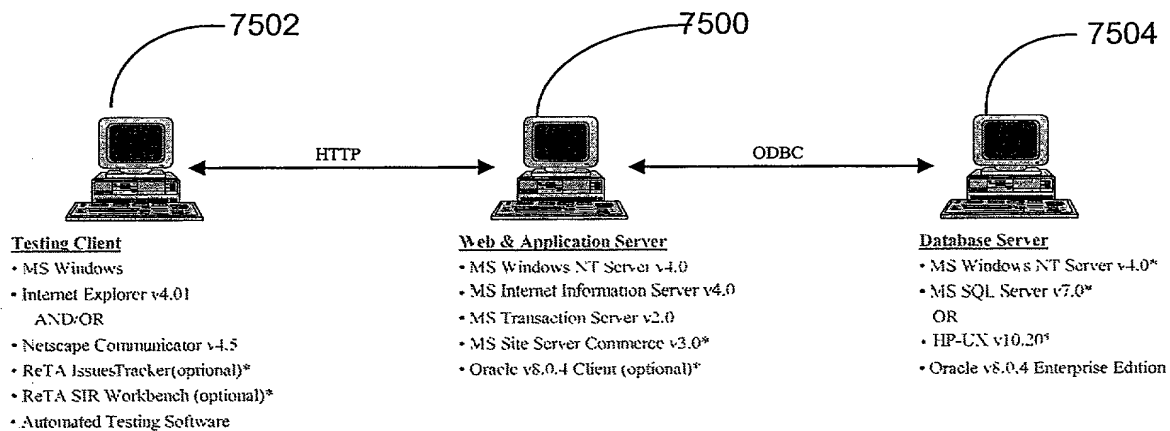 7502
7500
7504
HTTP
ODBC
Testing Client
• MS Windows
• Internet Explorer v4.01
AND/OR
• Netscape Communicator v4.5
• ReTA IssuesTracker(optional)*
• ReTA SIR Workbench (optional)*
• Automated Testing Software
Web & Application Server
• MS Windows NT Server v4.0
• MS Internet Information Server v4.0
• MS Transaction Server v2.0
• MS Site Server Commerce v3.0*
• Oracle v8.0.4 Client (optional)*
Database Server
• MS Windows NT Server v4.0*
• MS SQL Server v7.0*
OR
• HP-UX v10.20*
• Oracle v8.0.4 Enterprise Edition